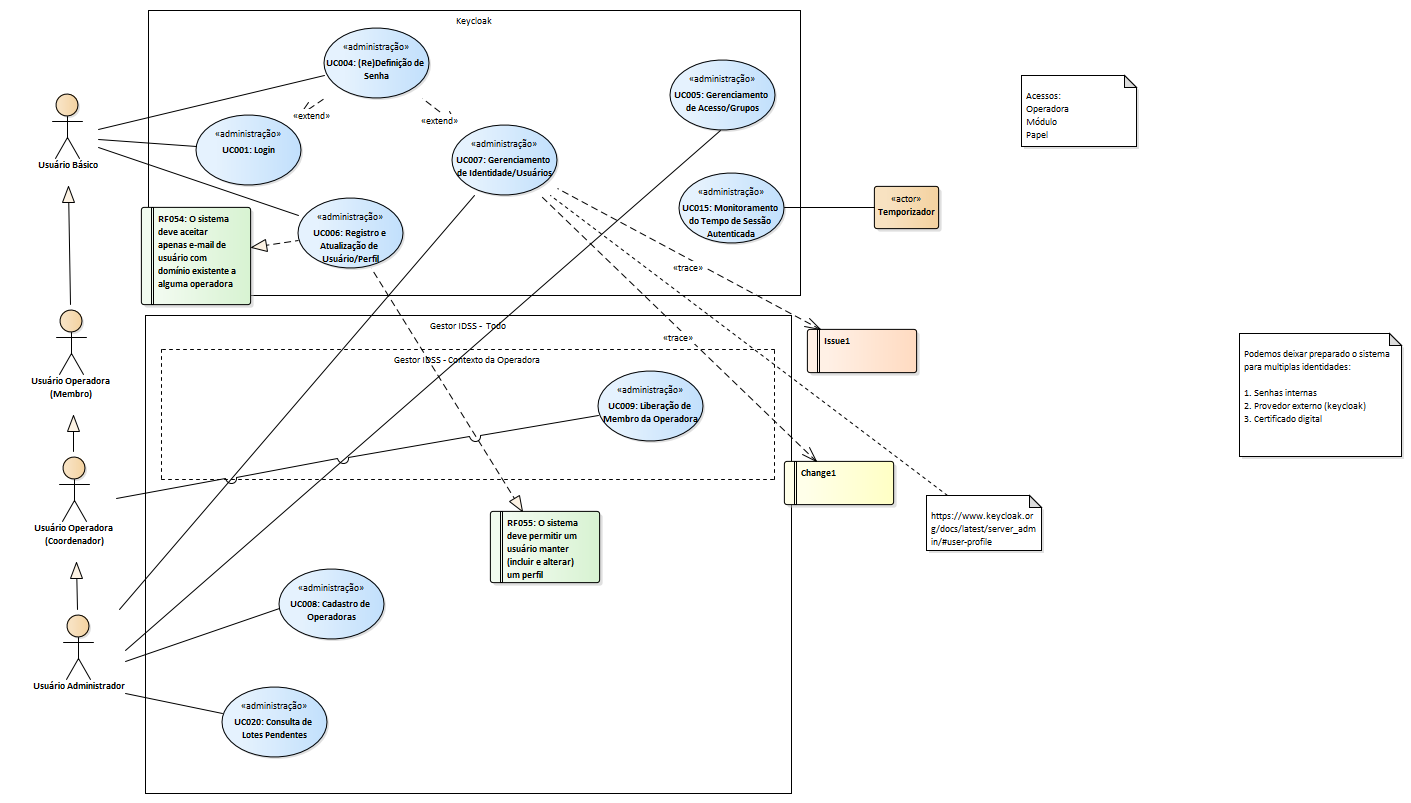 Keycloak
«administração»
UC004: (Re)Definição de
Senha
«administração»
UC005: Gerenciamento
de Acesso/Grupos
Acessos:
Operadora
Módulo
Papel
«extend»
«extend»
«administração»
UC001: Login
Usuário Básico
«administração»
UC007: Gerenciamento
de Identidade/Usuários
«administração»
UC015: Monitoramento
do Tempo de Sessão
Autenticada
«actor»
Temporizador
RF054: O sistema
deve aceitar
apenas e-mail de
usuário com
domínio existente a
alguma operadora
«administração»
UC006: Registro e
Atualização de
Usuário/Perfil
«trace»
Gestor IDSS - Todo
«trace»
Issue1
Gestor IDSS - Contexto da Operadora
Podemos deixar preparado o sistema
para multiplas identidades:
1. Senhas internas
2. Provedor externo (keycloak)
3. Certificado digital
Usuário Operadora
(Membro)
«administração»
UC009: Liberação de
Membro da Operadora
Change1
https://www.keycloak.or
g/docs/latest/server_adm
in/#user-profile
Usuário Operadora
(Coordenador)
RF055: O sistema
deve permitir um
usuário manter
(incluir e alterar)
um perfil
«administração»
UC008: Cadastro de
Operadoras
Usuário Administrador
«administração»
UC020: Consulta de
Lotes Pendentes